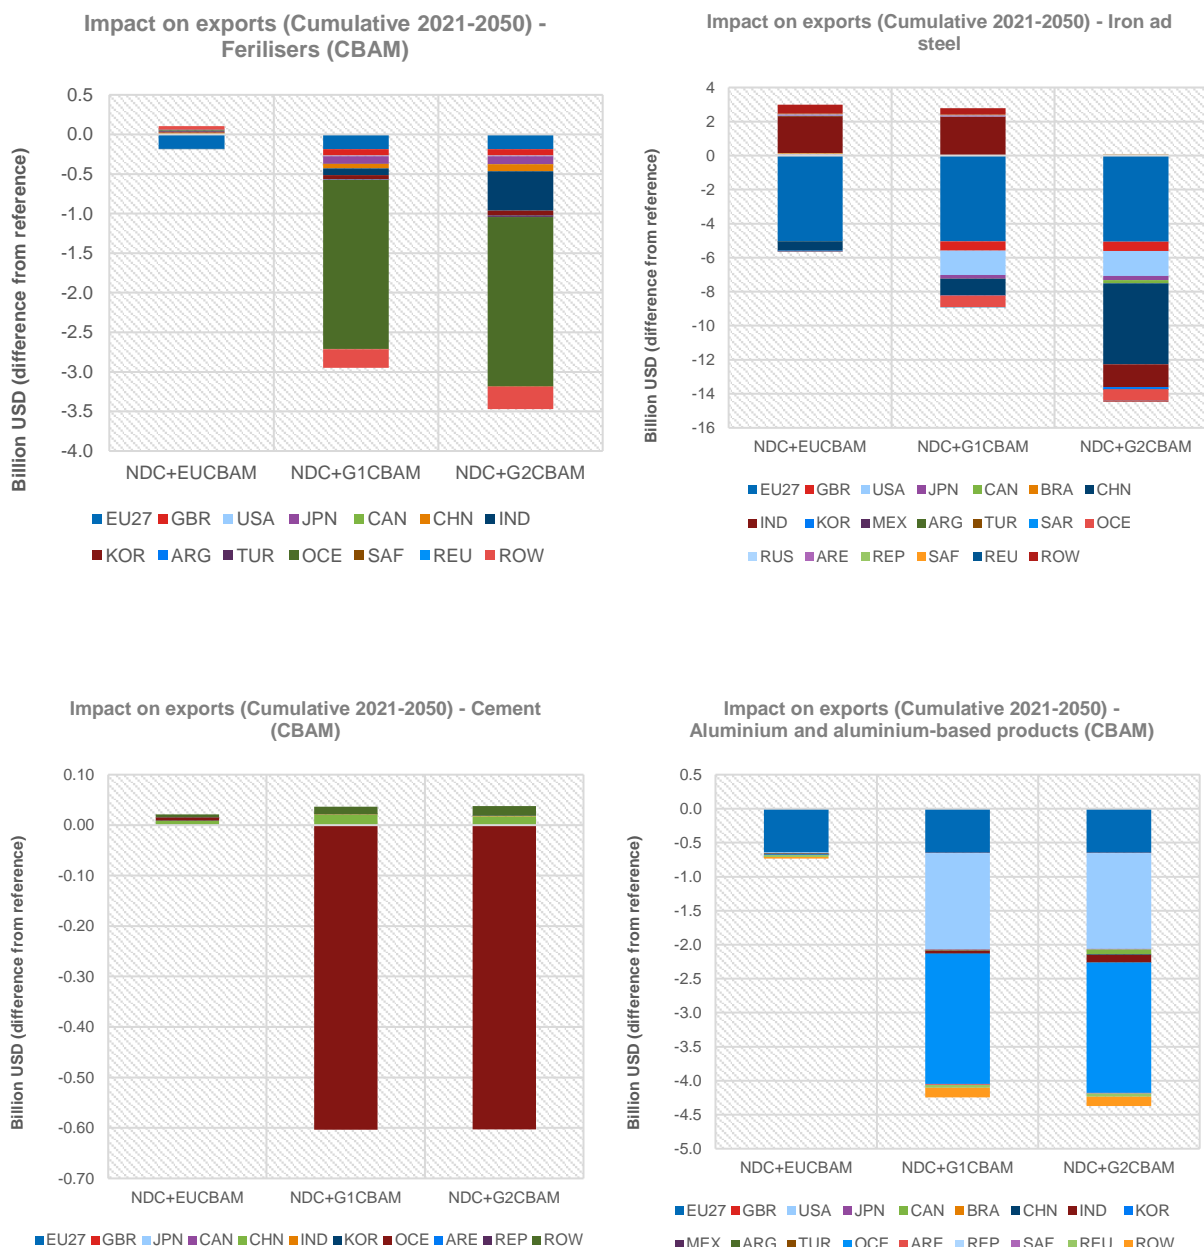 Impact on exports (Cumulative 2021-2050) -
Ferilisers (CBAM)
Billion USD (difference from reference)
0.5
0.0
-0.5
-1.0
-1.5
-2.0
-2.5
-3.0
-3.5
-4.0
NDC+EUCBAM NDC+G1CBAM NDC+G2CBAM
EU27 GBR USA JPN CAN CHN IND
KOR ARG TUR OCE SAF REU ROW
Impact on exports (Cumulative 2021-2050) - Iron ad
steel
Billion USD (difference from reference)
4
2
0
-2
-4
-6
-8
-10
-12
-14
-16
NDC+EUCBAM NDC+G1CBAM NDC+G2CBAM
EU27 GBR USA JPN CAN BRA CHN
IND KOR MEX ARG TUR SAR OCE
RUS ARE REP SAF REU ROW
Impact on exports (Cumulative 2021-2050) - Cement
(CBAM)
Billion USD (difference from reference)
0.10
0.00
-0.10
-0.20
-0.30
-0.40
-0.50
-0.60
-0.70
NDC+EUCBAM NDC+G1CBAM NDC+G2CBAM
EU27 GBR JPN CAN CHN IND KOR OCE ARE REP ROW
Impact on exports (Cumulative 2021-2050) -
Aluminium and aluminium-based products (CBAM)
Billion USD (difference from reference)
0.5
0.0
-0.5
-1.0
-1.5
-2.0
-2.5
-3.0
-3.5
-4.0
-4.5
-5.0
NDC+EUCBAM NDC+G1CBAM NDC+G2CBAM
EU27 GBR USA JPN CAN BRA CHN IND KOR
MEX ARG TUR OCE ARE REP SAF REU ROW